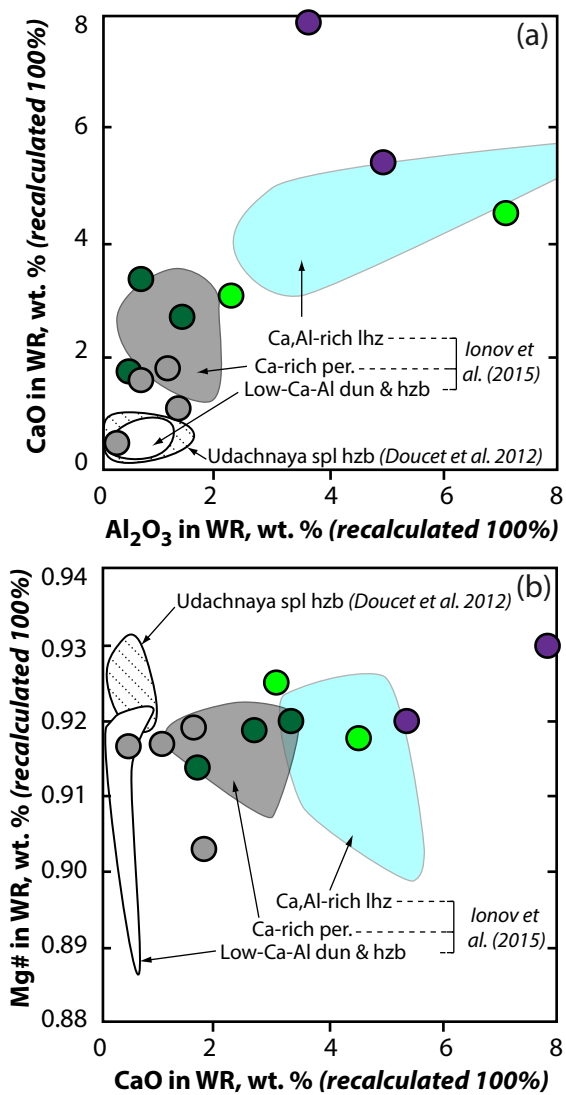 (a)
CaO in WR, wt. % (recalculated 100%)
8
6
4
2
0
Ca,Al-rich lhz
Ca-rich per.
Low-Ca-Al dun & hzb
Ionov et
al. (2015)
Udachnaya spl hzb (Doucet et al. 2012)
0 2 4 6 8
Al2O3 in WR, wt. % (recalculated 100%)
(b)
Mg# in WR, wt. % (recalculated 100%)
0.94
0.93
0.92
0.91
0.90
0.89
0.88
Udachnaya spl hzb (Doucet et al. 2012)
Ca,Al-rich lhz
Ca-rich per.
Low-Ca-Al dun & hzb
Ionov et
al. (2015)
0 2 4 6 8
CaO in WR, wt. % (recalculated 100%)